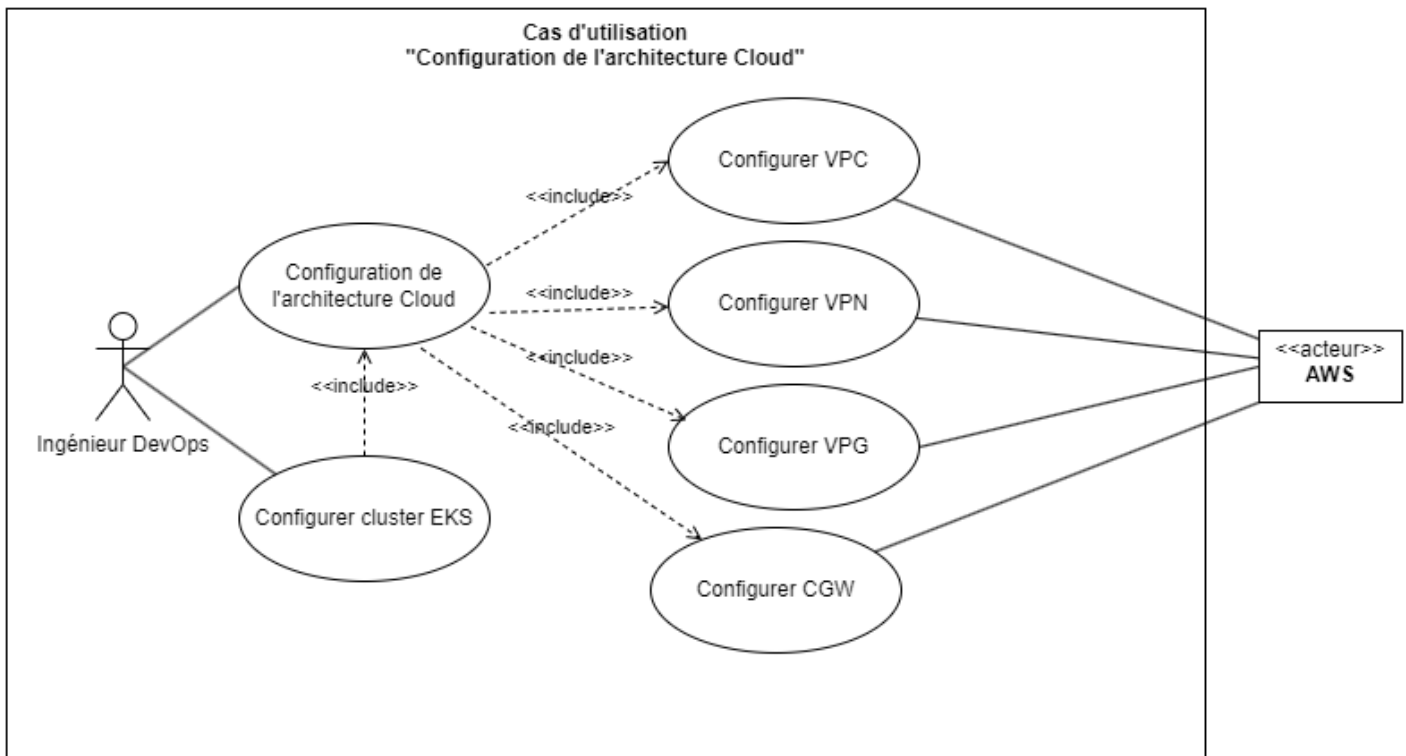 Cas d'utilisation
"Configuration de l'architecture Cloud"
Configurer VPC
<<include>>
Configuration de
l'architecture Cloud
<<include>>
Configurer VPN
<<include>>
<<include>>
<<include>>
Ingénieur DevOps
Configurer VPG
Configurer cluster EKS
Configurer CGW
<<acteur>>
AWS